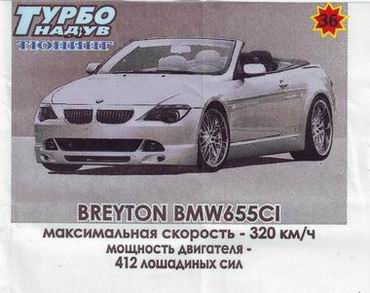 ТУРБО
НАДУВ
ТЮНИНГ
36
BREYTON BMW655CI
максимальная скорость - 320 км/ч
мощность двигателя -
412 лошадиных сил